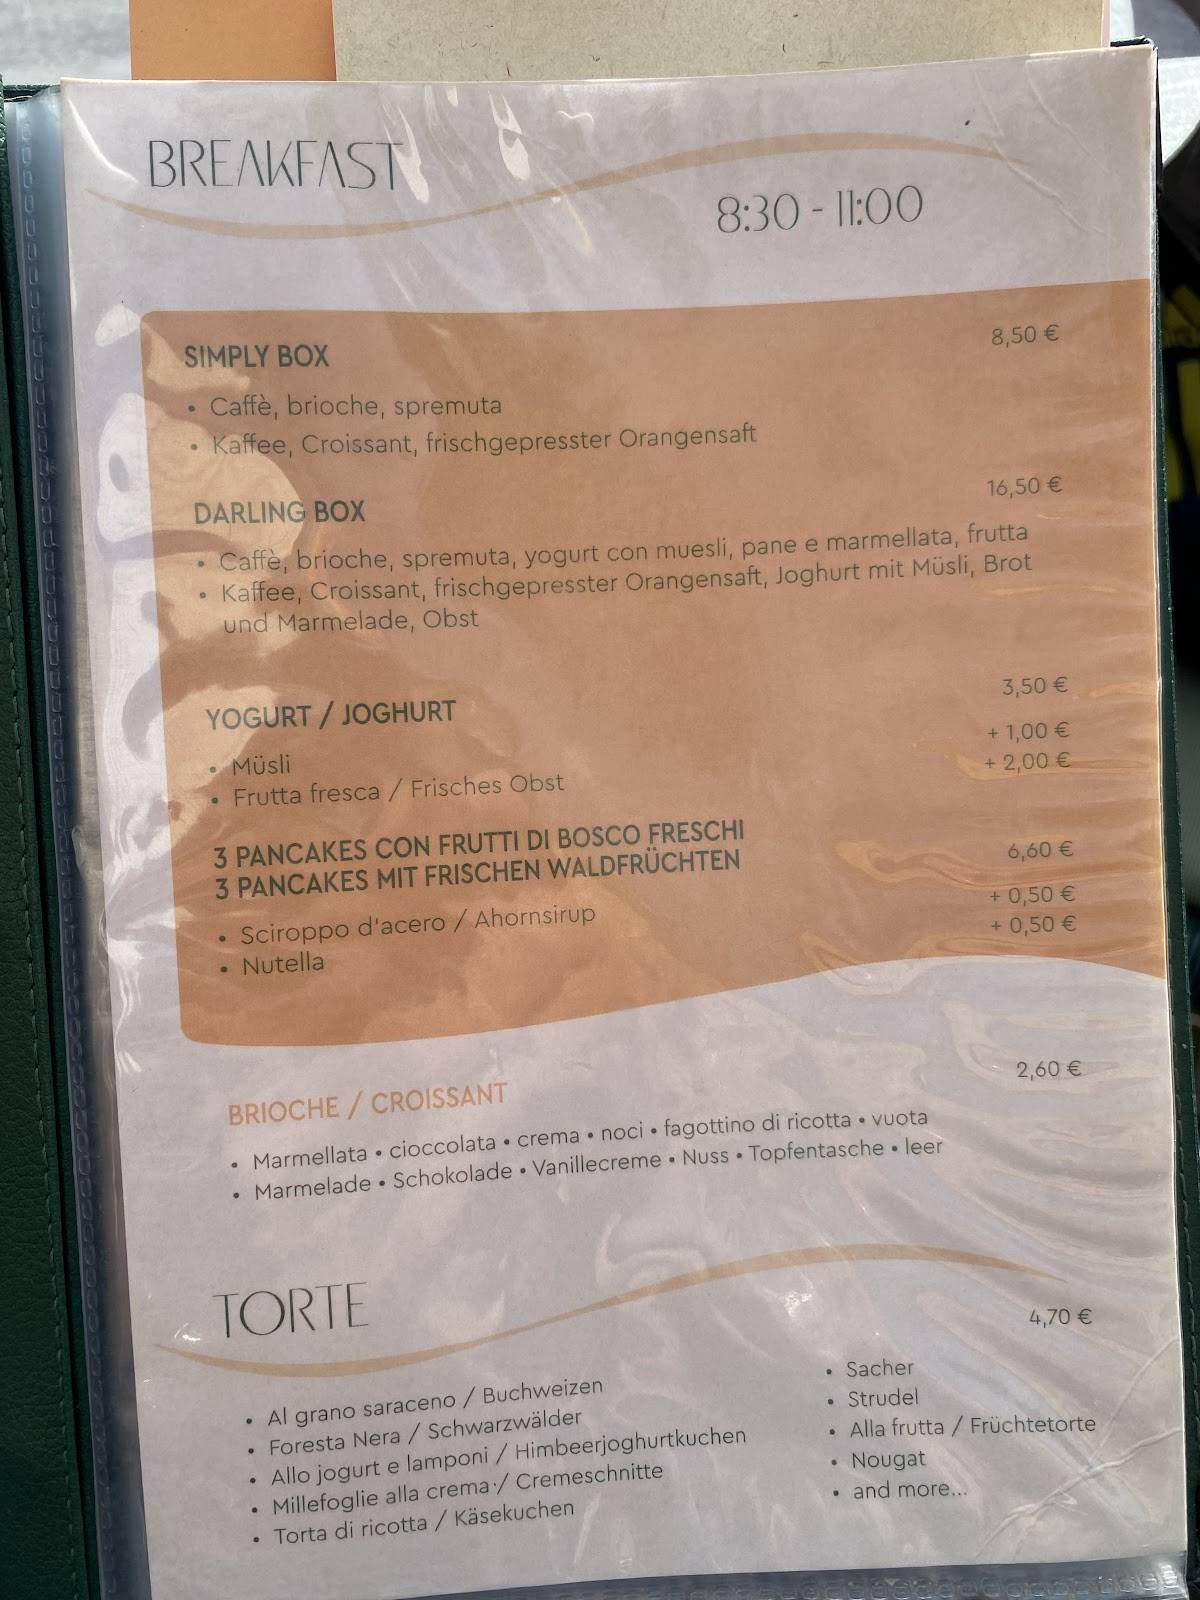 BREAKFAST
8:30 - 11:00
SIMPLY BOX 8,50 €
• Caffè, brioche, spremuta
• Kaffee, Croissant, frischgepresster Orangensaft
DARLING BOX 16,50 €
• Caffè, brioche, spremuta, yogurt con muesli, pane e marmellata, frutta
• Kaffee, Croissant, frischgepresster Orangensaft, Joghurt mit Müsli, Brot
und Marmelade, Obst
YOGURT / JOGHURT 3,50 €
• Müsli + 1,00 €
• Frutta fresca / Frisches Obst + 2,00 €
3 PANCAKES CON FRUTTI DI BOSCO FRESCHI
3 PANCAKES MIT FRISCHEN WALDFRÜCHTEN 6,60 €
• Sciroppo d'acero / Ahornsirup + 0,50 €
• Nutella + 0,50 €
BRIOCHE / CROISSANT 2,60 €
• Marmellata • cioccolata • crema • noci • fagottino di ricotta • vuota
• Marmelade • Schokolade • Vanillecreme • Nuss • Topfentasche • leer
TORTE 4,70 €
• Al grano saraceno / Buchweizen
• Foresta Nera / Schwarzwälder
• Allo jogurt e lamponi / Himbeerjoghurtkuchen
• Millefoglie alla crema / Cremeschnitte
• Torta di ricotta / Käsekuchen
• Sacher
• Strudel
• Alla frutta / Früchtetorte
• Nougat
• and more...